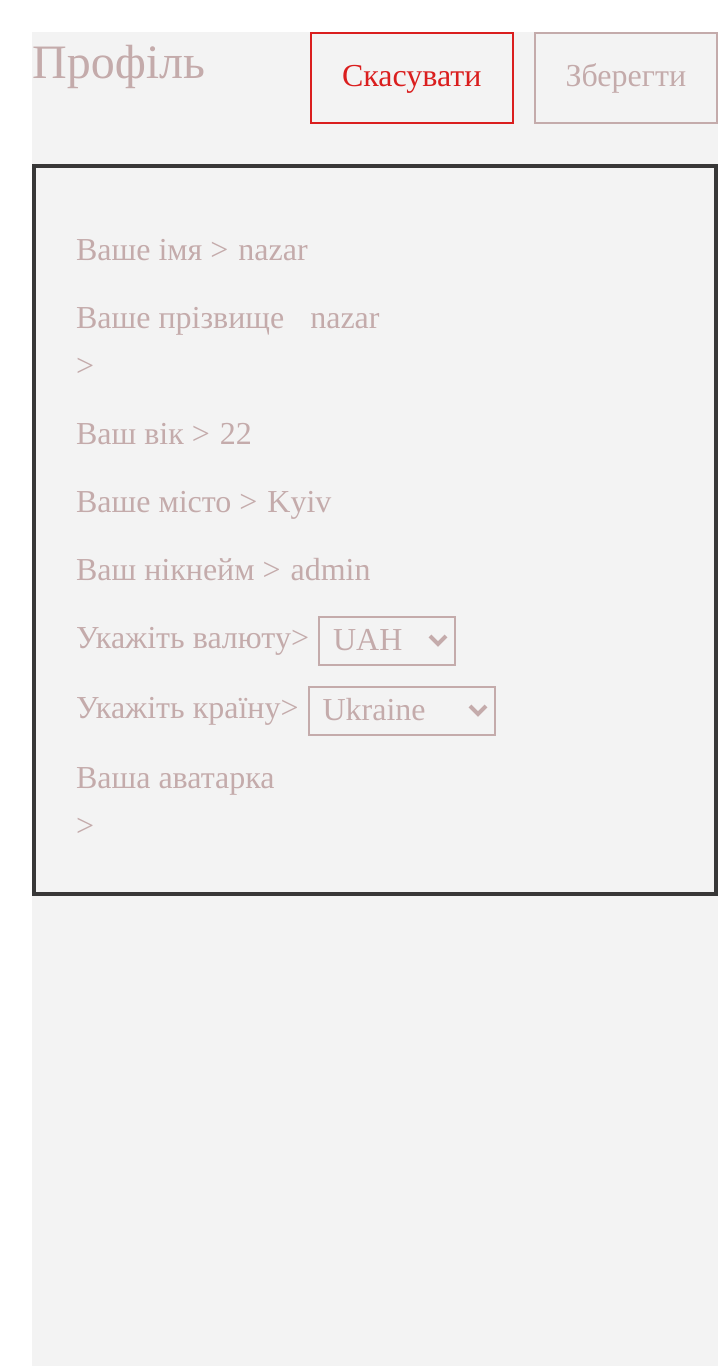 Профіль
Скасувати
Зберегти
Ваше імя > nazar
Ваше прізвище nazar
>
Ваш вік > 22
Ваше місто > Kyiv
Ваш нікнейм > admin
Укажіть валюту> UAH
Укажіть країну> Ukraine
Ваша аватарка
>